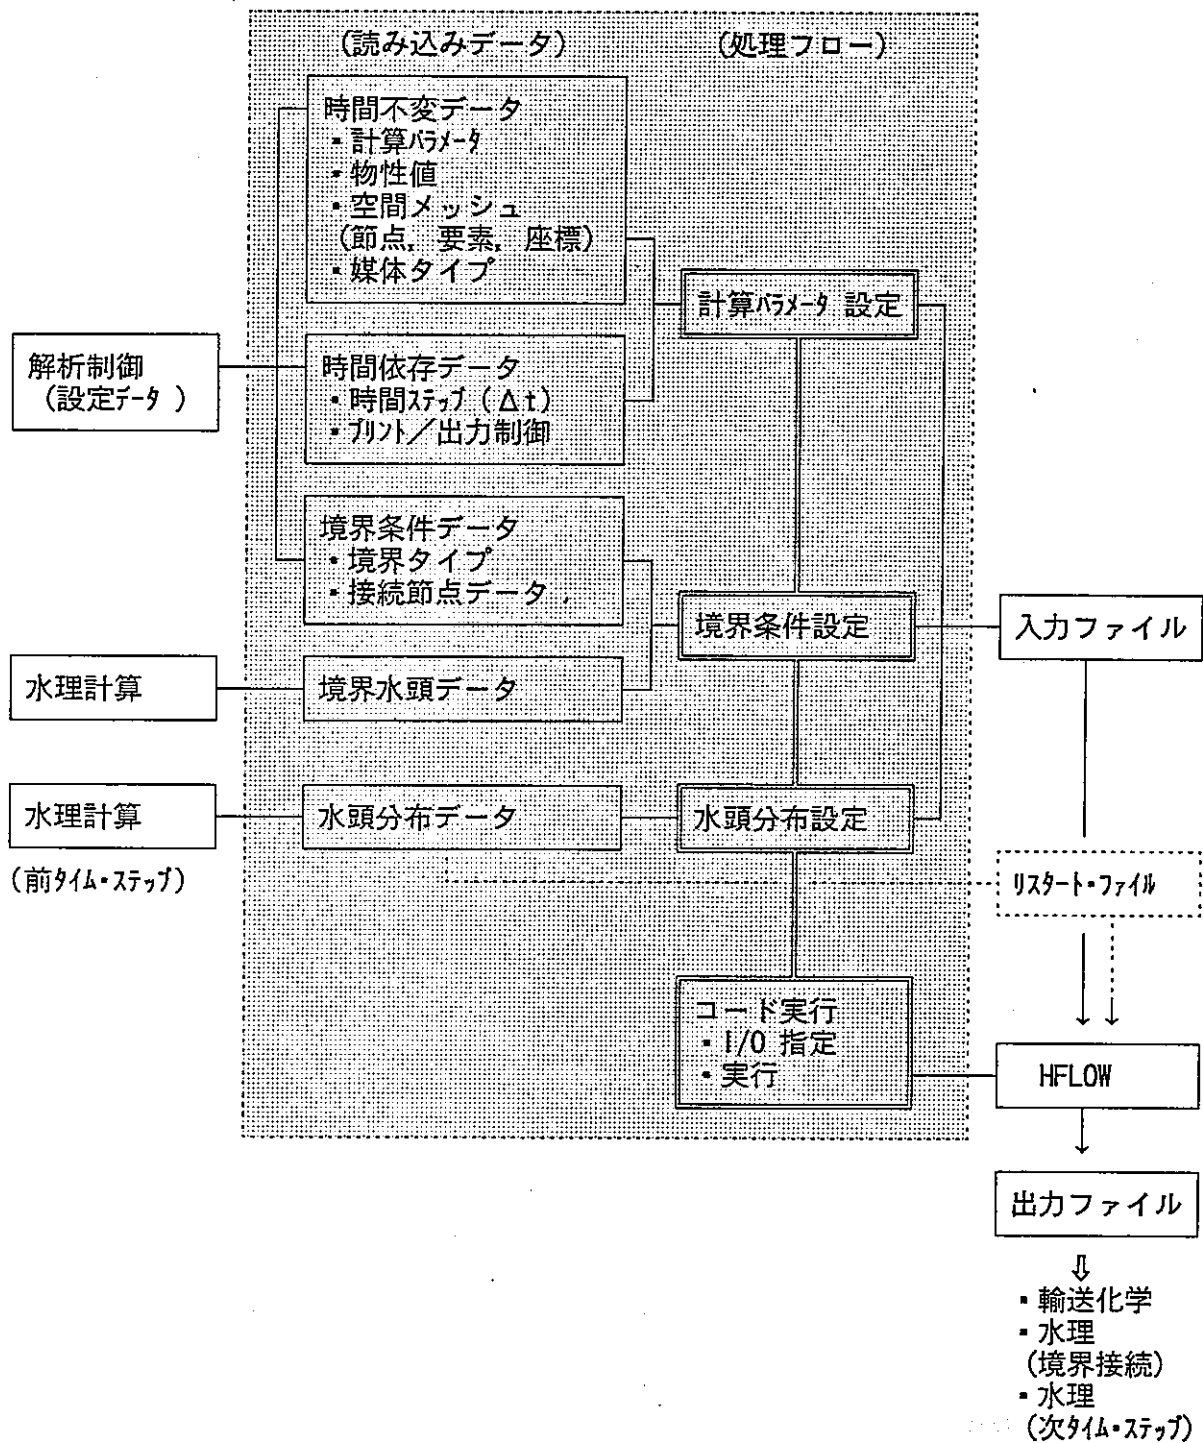 (読み込みデータ)
(処理フロー)
時間不変データ
・計算パラメータ
・物性値
・空間メッシュ
(節点, 要素, 座標)
・媒体タイプ
計算パラメータ 設定
解析制御
(設定データ )
時間依存データ
・時間ステップ (Δt)
・プリント/出力制御
境界条件データ
・境界タイプ
・接続節点データ
境界条件設定
入力ファイル
水理計算
境界水頭データ
水理計算
水頭分布データ
水頭分布設定
(前タイム・ステップ)
リスタート・ファイル
コード実行
・I/O 指定
・実行
HFLOW
出力ファイル
⇩
・輸送化学
・水理
(境界接続)
・水理
(次タイム・ステップ)